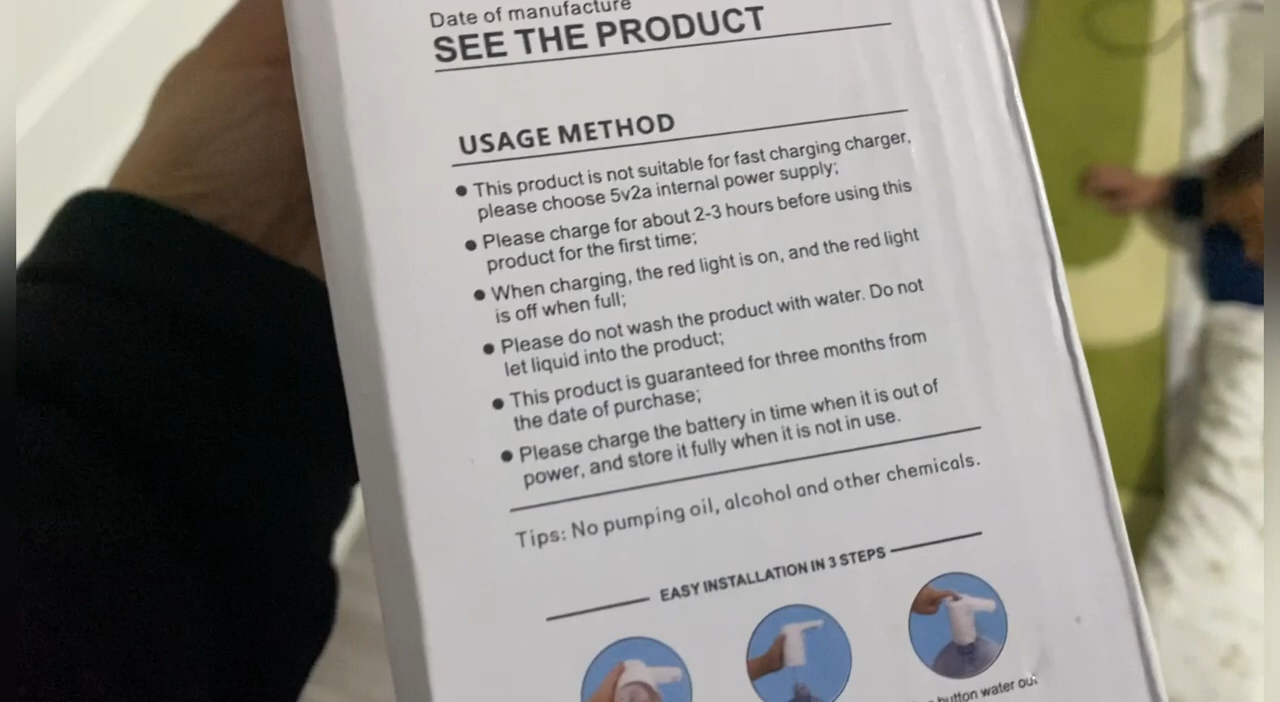 Date of manufacture
SEE THE PRODUCT
USAGE METHOD
● This product is not suitable for fast charging charger,
please choose 5v2a internal power supply;
● Please charge for about 2-3 hours before using this
product for the first time;
● When charging, the red light is on, and the red light
is off when full;
● Please do not wash the product with water. Do not
let liquid into the product;
● This product is guaranteed for three months from
the date of purchase;
● Please charge the battery in time when it is out of
power, and store it fully when it is not in use.
Tips: No pumping oil, alcohol and other chemicals.
EASY INSTALLATION IN 3 STEPS
button water out